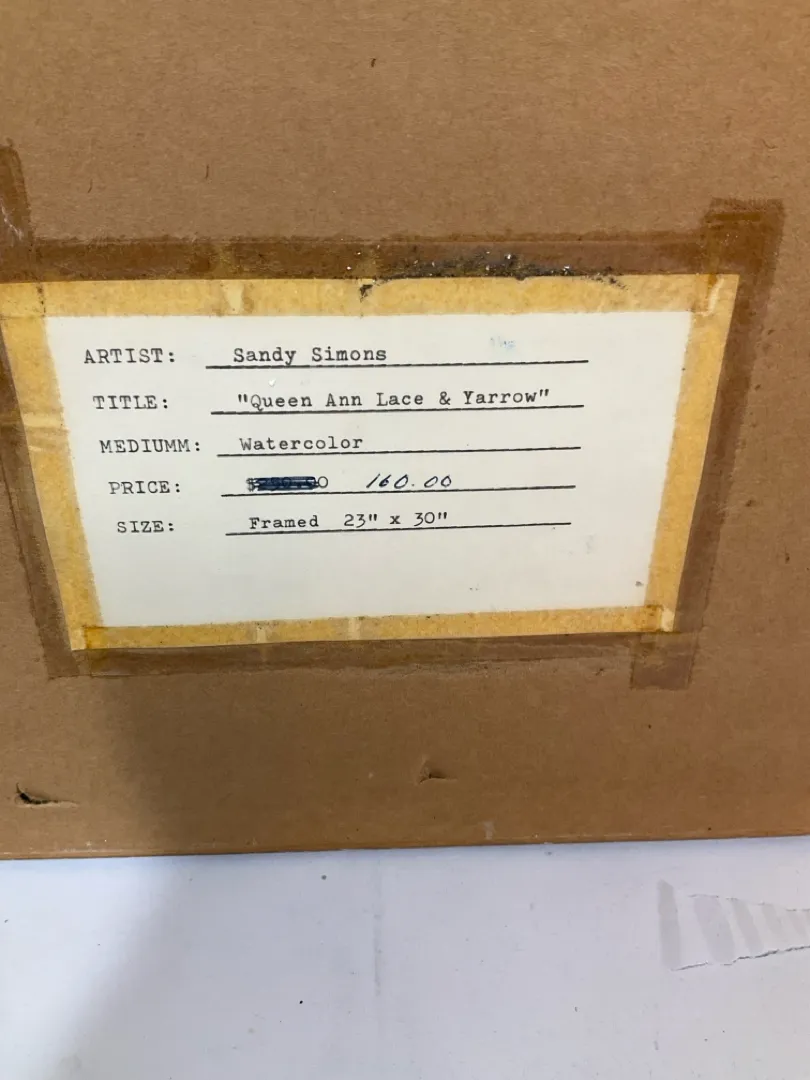 ARTIST: Sandy Simons
TITLE: "Queen Ann Lace & Yarrow"
MEDIUMM: Watercolor
PRICE: 160.00
SIZE: Framed 23" x 30"